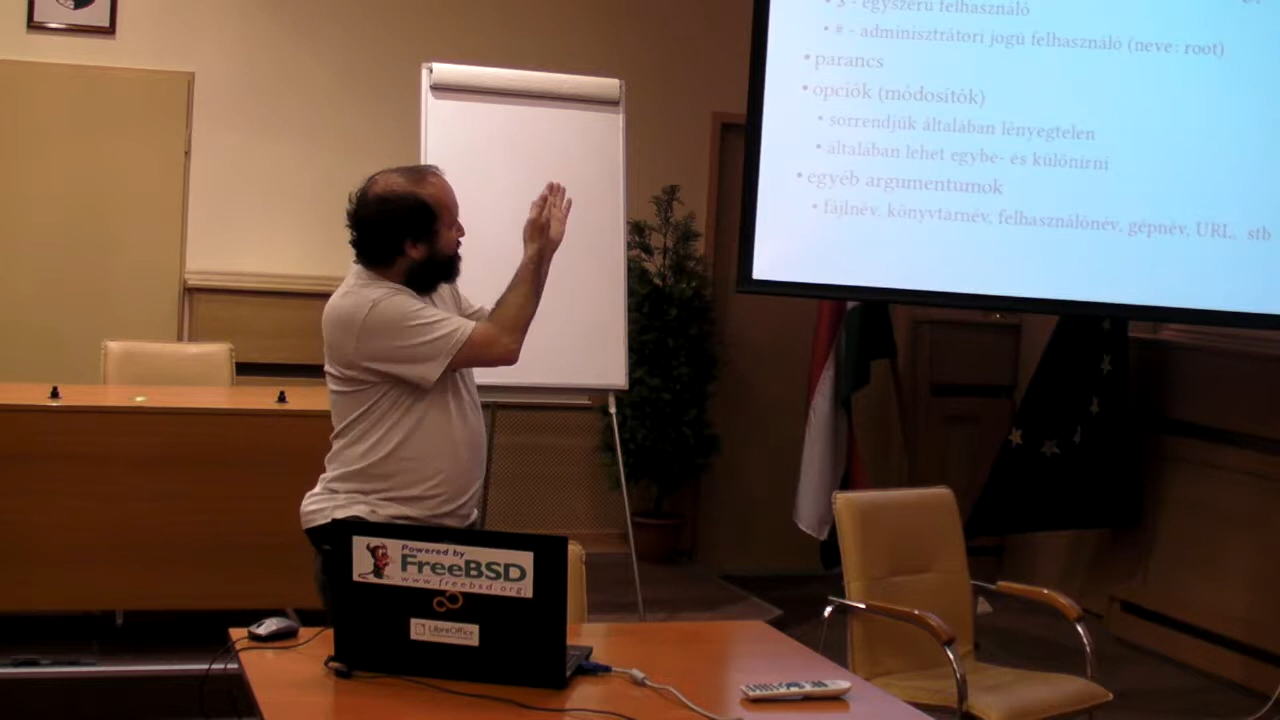 $ - egyszerű felhasználó
# - adminisztrátori jogú felhasználó (neve: root)
parancs
opciók (módosítók)
sorrendjük általában lényegtelen
általában lehet egybe- és különírni
egyéb argumentumok
fájlnév, könyvtárnév, felhasználónév, gépnév, URL, stb
Powered by
FreeBSD
www.freebsd.org
LibreOffice